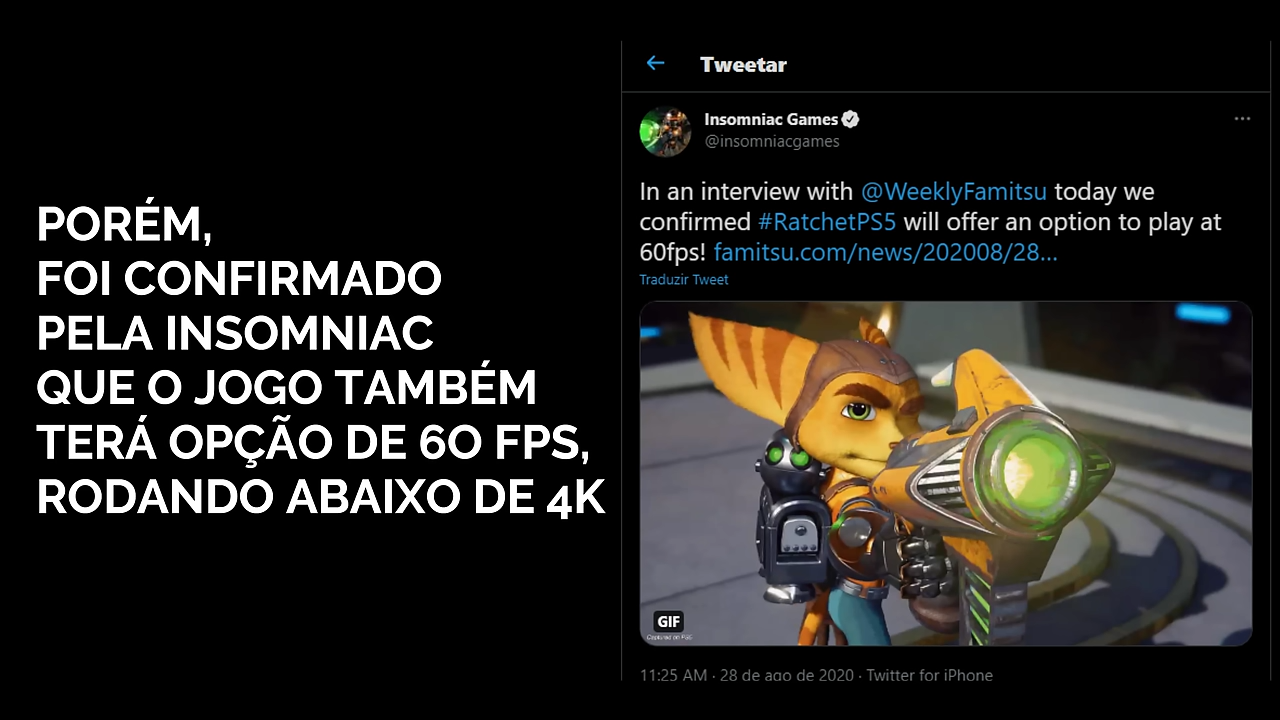 PORÉM,
FOI CONFIRMADO
PELA INSOMNIAC
QUE O JOGO TAMBÉM
TERÁ OPÇÃO DE 60 FPS,
RODANDO ABAIXO DE 4K
Tweetar
Insomniac Games
@insomniacgames
In an interview with @WeeklyFamitsu today we
confirmed #RatchetPS5 will offer an option to play at
60fps! famitsu.com/news/202008/28...
Traduzir Tweet
GIF
Captured on PS5
11:25 AM · 28 de ago de 2020 · Twitter for iPhone